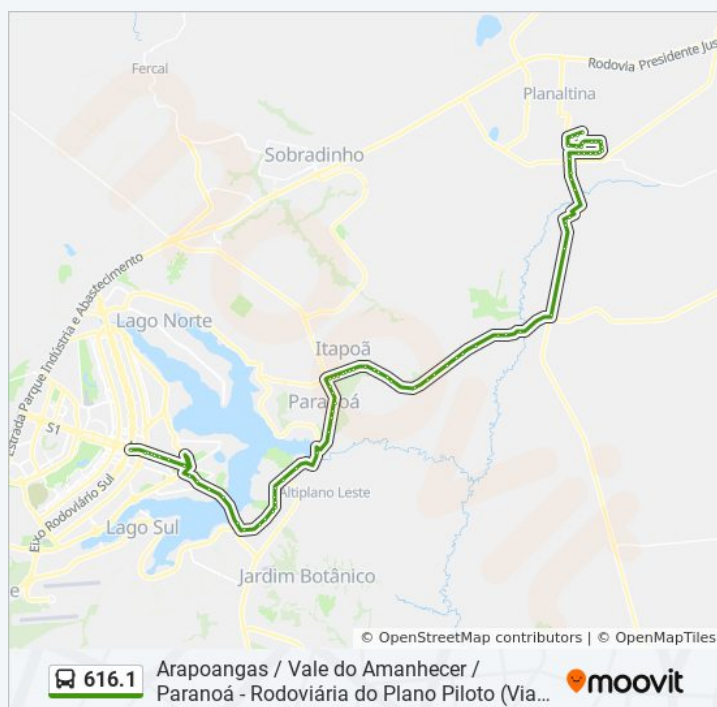 Fercal
Rodovia Presidente Jus
Planaltina
Sobradinho
Estrada Parque Indústria e Abastecimento
Lago Norte
Itapoã
Paranoá
S1
Eixo Rodoviário Sul
Altiplano Leste
Lago Sul
Jardim Botânico
e
© OpenStreetMap contributors | © OpenMapTiles
616.1
Arapoangas / Vale do Amanhecer /
Paranoá - Rodoviária do Plano Piloto (Via...
moovit